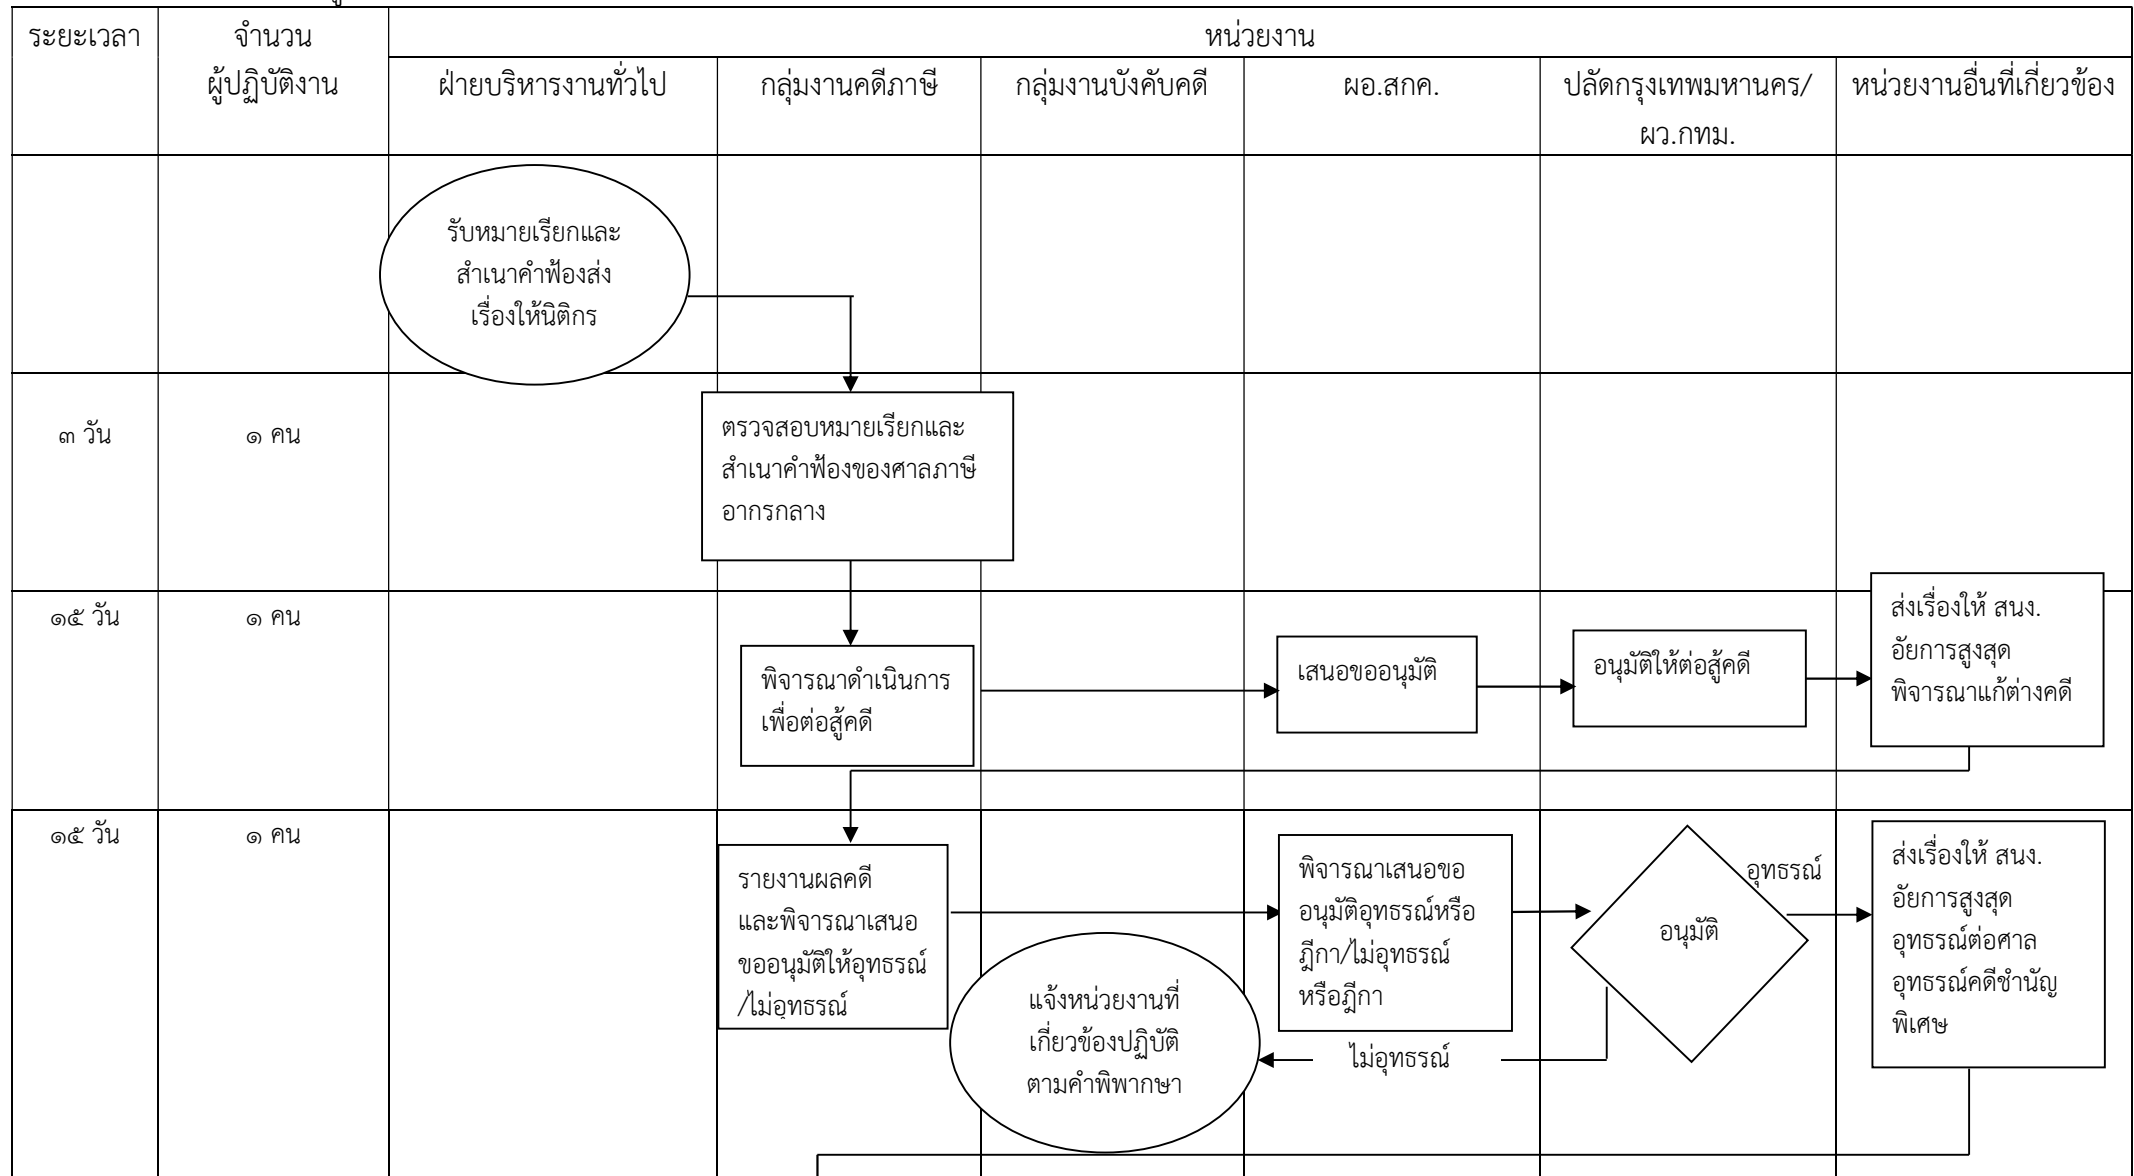 ระยะเวลา
จำนวน
ผู้ปฏิบัติงาน
หน่วยงาน
ฝ่ายบริหารงานทั่วไป
กลุ่มงานคดีภาษี
กลุ่มงานบังคับคดี
ผอ.สกค.
ปลัดกรุงเทพมหานคร/
ผว.กทม.
หน่วยงานอื่นที่เกี่ยวข้อง
รับหมายเรียกและ
สำเนาคำฟ้องส่ง
เรื่องให้นิติกร
๓ วัน
๑ คน
ตรวจสอบหมายเรียกและ
สำเนาคำฟ้องของศาลภาษี
อากรกลาง
๑๕ วัน
๑ คน
พิจารณาดำเนินการ
เพื่อต่อสู้คดี
เสนอขออนุมัติ
อนุมัติให้ต่อสู้คดี
ส่งเรื่องให้ สนง.
อัยการสูงสุด
พิจารณาแก้ต่างคดี
๑๕ วัน
๑ คน
รายงานผลคดี
และพิจารณาเสนอ
ขออนุมัติให้อุทธรณ์
/ไม่อุทธรณ์
แจ้งหน่วยงานที่
เกี่ยวข้องปฏิบัติ
ตามคำพิพากษา
พิจารณาเสนอขอ
อนุมัติอุทธรณ์หรือ
ฎีกา/ไม่อุทธรณ์
หรือฎีกา
ไม่อุทธรณ์
อนุมัติ
อุทธรณ์
ส่งเรื่องให้ สนง.
อัยการสูงสุด
อุทธรณ์ต่อศาล
อุทธรณ์คดีชำนัญ
พิเศษ